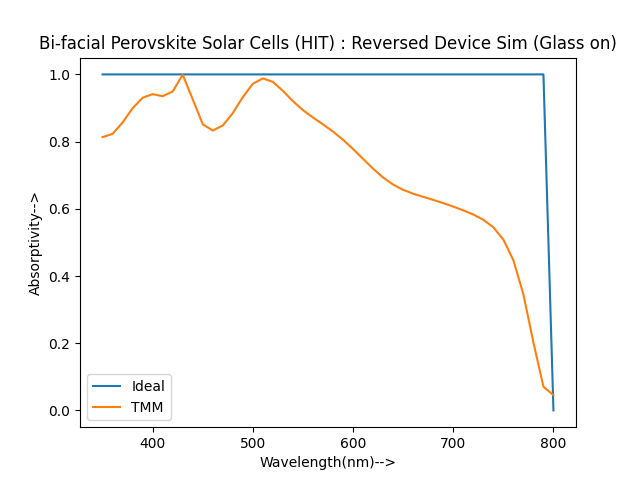 Bi-facial Perovskite Solar Cells (HIT) : Reversed Device Sim (Glass on)
1.0
0.8
0.6
0.4
0.2
0.0
Absorptivity-->
Ideal
TMM
400 500 600 700 800
Wavelength(nm)-->